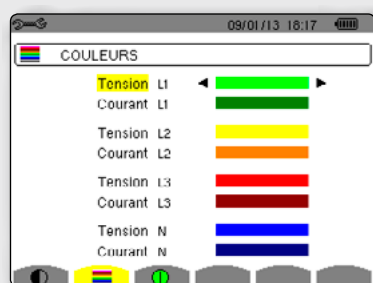 09/01/13 18:17
COULEURS
Tension L1
Courant L1
Tension L2
Courant L2
Tension L3
Courant L3
Tension N
Courant N